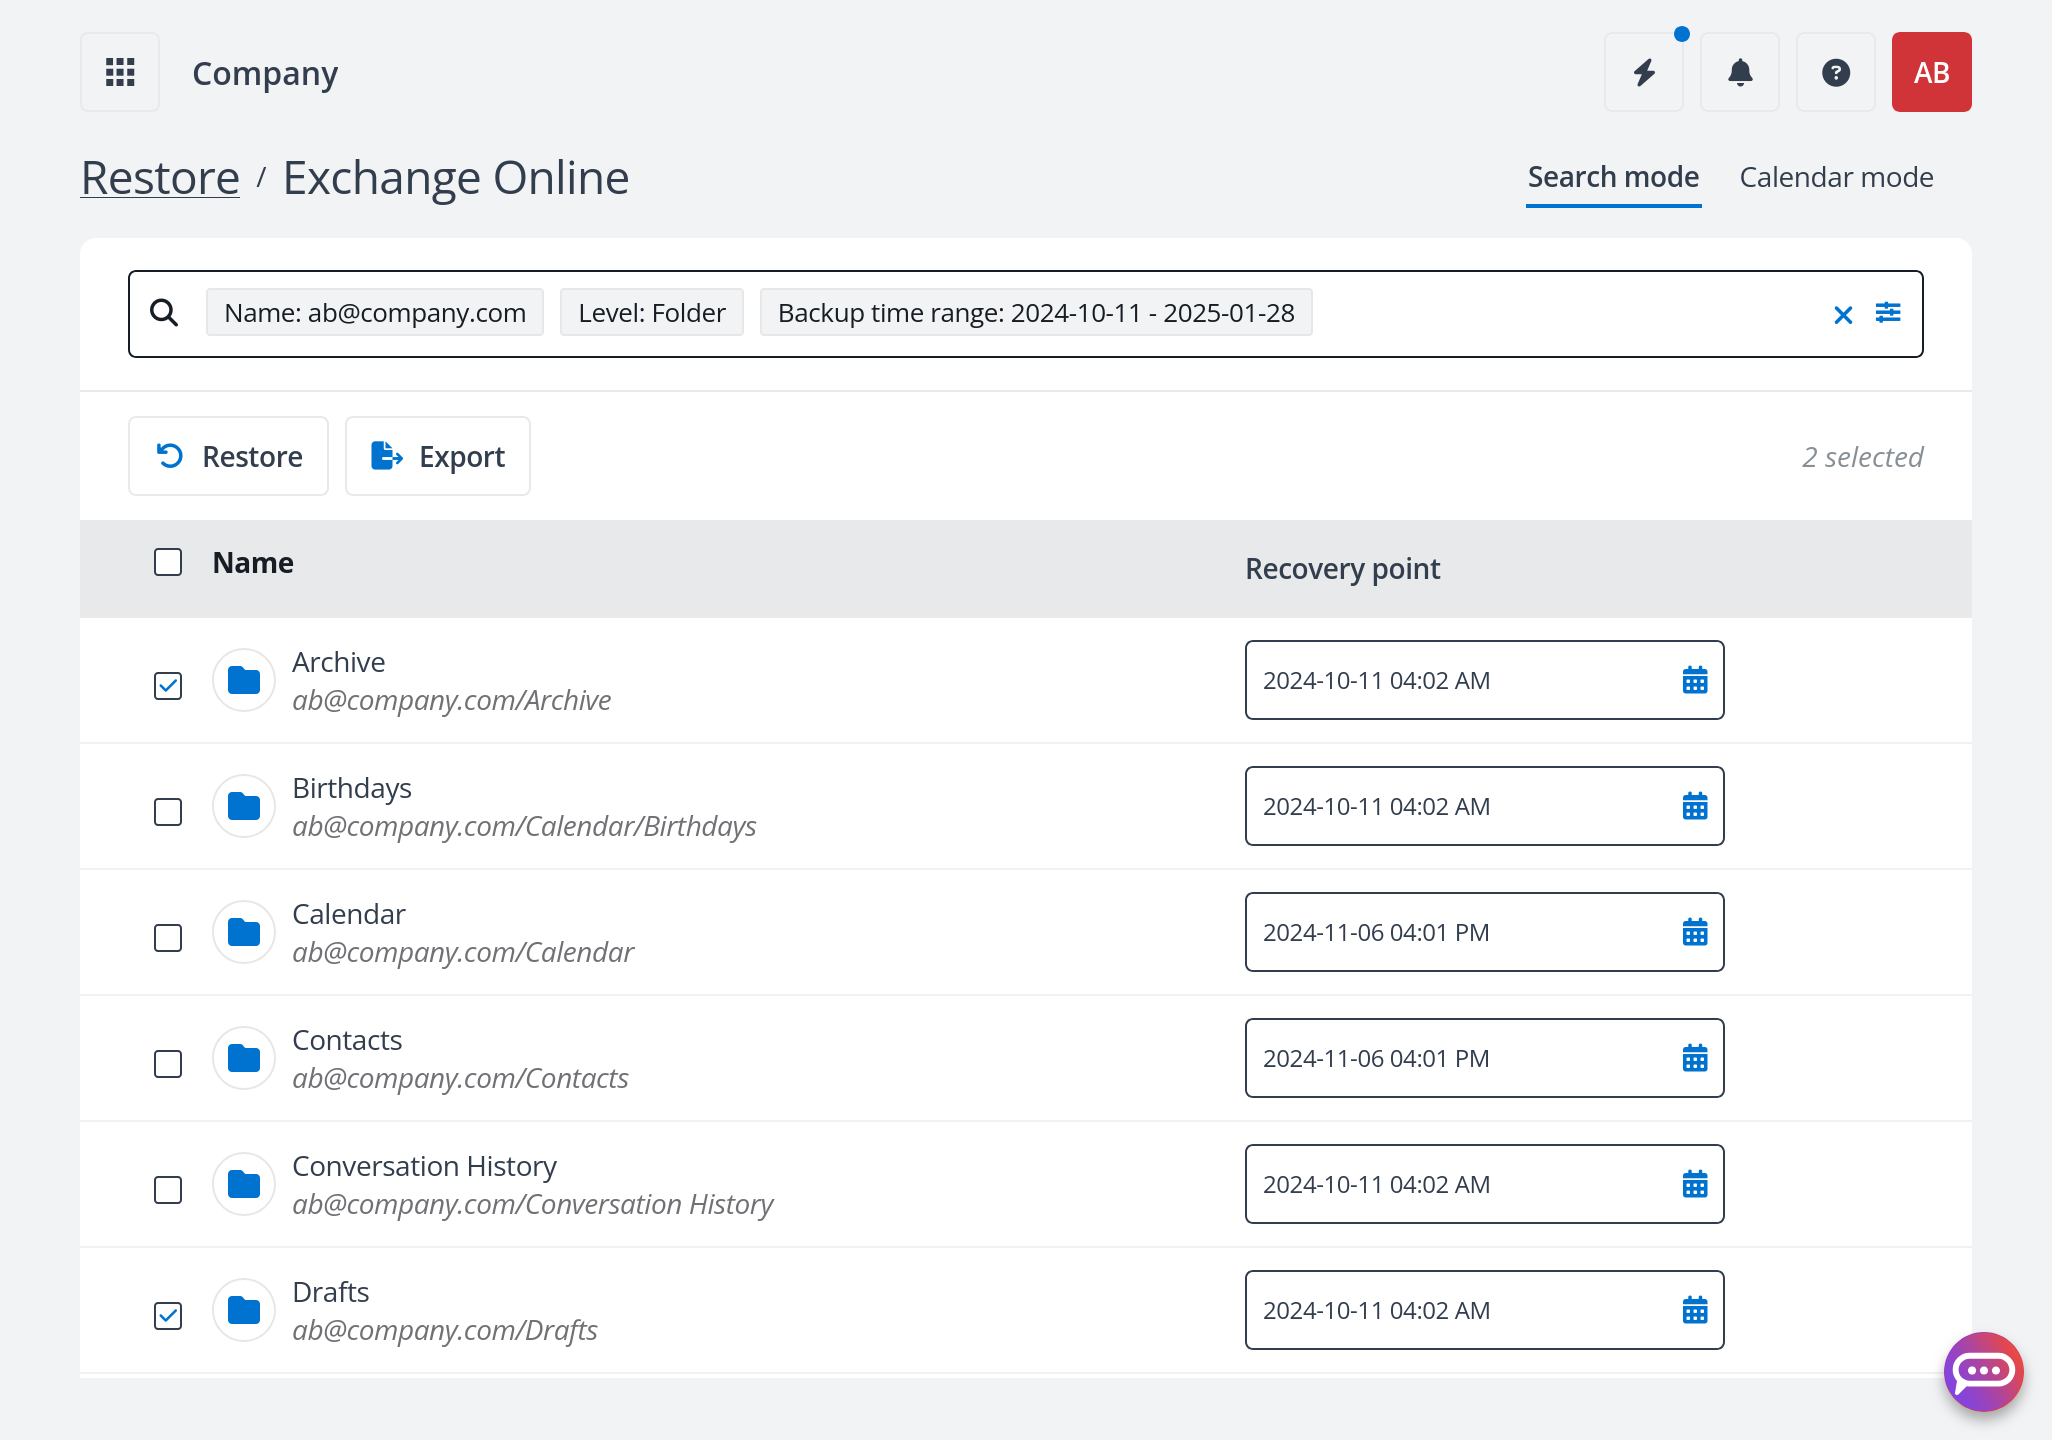 Company
AB
Restore / Exchange Online
Search mode
Calendar mode
Name: ab@company.com
Level: Folder
Backup time range: 2024-10-11 - 2025-01-28
Restore
Export
2 selected
Name
Recovery point
Archive
ab@company.com/Archive
2024-10-11 04:02 AM
Birthdays
ab@company.com/Calendar/Birthdays
2024-10-11 04:02 AM
Calendar
ab@company.com/Calendar
2024-11-06 04:01 PM
Contacts
ab@company.com/Contacts
2024-11-06 04:01 PM
Conversation History
ab@company.com/Conversation History
2024-10-11 04:02 AM
Drafts
ab@company.com/Drafts
2024-10-11 04:02 AM